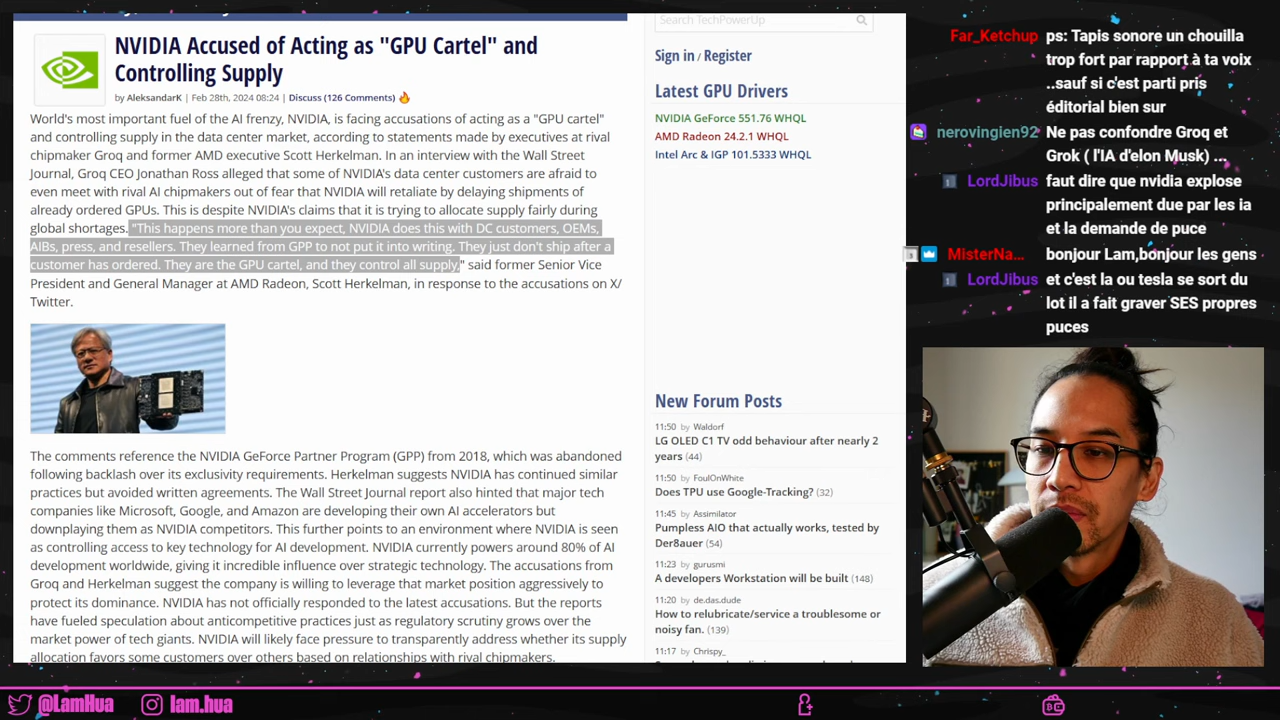 NVIDIA Accused of Acting as "GPU Cartel" and
Controlling Supply
by AleksandarK | Feb 28th, 2024 08:24 | Discuss (126 Comments)
World's most important fuel of the AI frenzy, NVIDIA, is facing accusations of acting as a "GPU cartel"
and controlling supply in the data center market, according to statements made by executives at rival
chipmaker Groq and former AMD executive Scott Herkelman. In an interview with the Wall Street
Journal, Groq CEO Jonathan Ross alleged that some of NVIDIA's data center customers are afraid to
even meet with rival AI chipmakers out of fear that NVIDIA will retaliate by delaying shipments of
already ordered GPUs. This is despite NVIDIA's claims that it is trying to allocate supply fairly during
global shortages. "This happens more than you expect, NVIDIA does this with DC customers, OEMs,
AIBs, press, and resellers. They learned from GPP to not put it into writing. They just don't ship after a
customer has ordered. They are the GPU cartel, and they control all supply," said former Senior Vice
President and General Manager at AMD Radeon, Scott Herkelman, in response to the accusations on X/
Twitter.
The comments reference the NVIDIA GeForce Partner Program (GPP) from 2018, which was abandoned
following backlash over its exclusivity requirements. Herkelman suggests NVIDIA has continued similar
practices but avoided written agreements. The Wall Street Journal report also hinted that major tech
companies like Microsoft, Google, and Amazon are developing their own AI accelerators but
downplaying them as NVIDIA competitors. This further points to an environment where NVIDIA is seen
as controlling access to key technology for AI development. NVIDIA currently powers around 80% of AI
development worldwide, giving it incredible influence over strategic technology. The accusations from
Groq and Herkelman suggest the company is willing to leverage that market position aggressively to
protect its dominance. NVIDIA has not officially responded to the latest accusations. But the reports
have fueled speculation about anticompetitive practices just as regulatory scrutiny grows over the
market power of tech giants. NVIDIA will likely face pressure to transparently address whether its supply
allocation favors some customers over others based on relationships with rival chipmakers.
Search TechPowerUp
Sign in / Register
Latest GPU Drivers
NVIDIA GeForce 551.76 WHQL
AMD Radeon 24.2.1 WHQL
Intel Arc & IGP 101.5333 WHQL
New Forum Posts
11:50 by Waldorf
LG OLED C1 TV odd behaviour after nearly 2
years (44)
11:50 by FoulOnWhite
Does TPU use Google-Tracking? (32)
11:45 by Assimilator
Pumpless AIO that actually works, tested by
Der8auer (54)
11:23 by gurusmi
A developers Workstation will be built (148)
11:20 by de.das.dude
How to relubricate/service a troublesome or
noisy fan. (139)
11:17 by Chrispy_
Far_Ketchup ps: Tapis sonore un chouilla
trop fort par rapport à ta voix
..sauf si c'est parti pris
éditorial bien sur
nerovingien92 Ne pas confondre Groq et
Grok ( l'IA d'elon Musk) ...
LordJibus faut dire que nvidia explose
principalement due par les ia
et la demande de puce
MisterNa... bonjour Lam,bonjour les gens
LordJibus et c'est la ou tesla se sort du
lot il a fait graver SES propres
puces
@LamHua lam.hua